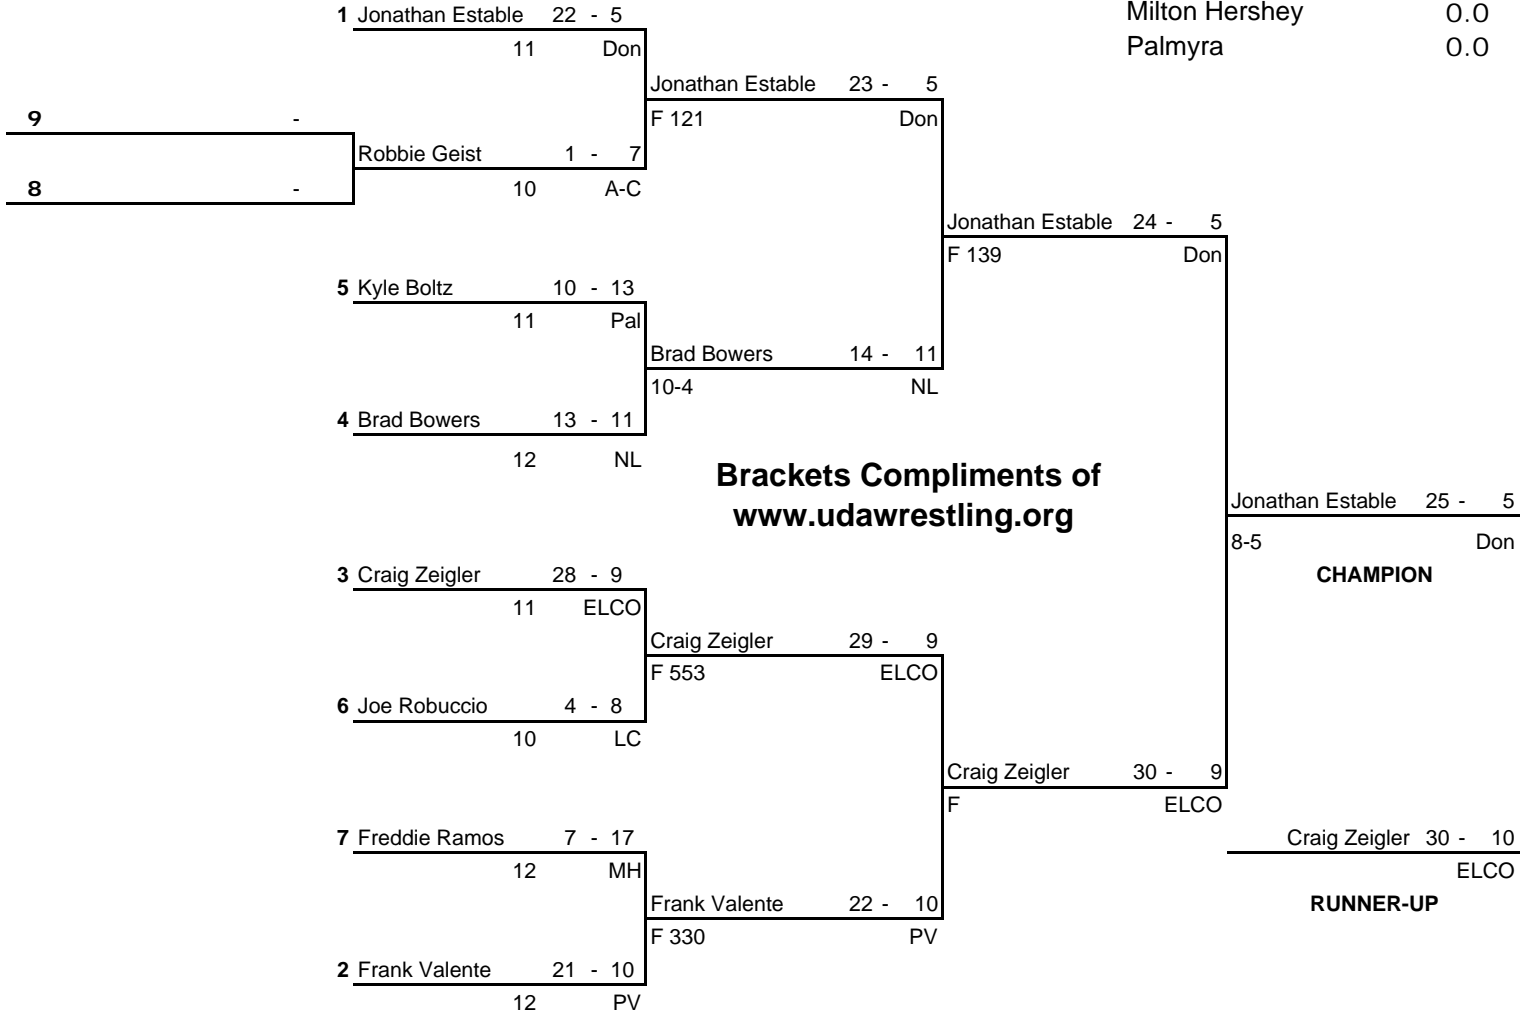 1 Jonathan Estable 22 - 5
Milton Hershey 0.0
11 Don
Palmyra 0.0
Jonathan Estable 23 - 5
9 -
F 121 Don
Robbie Geist 1 - 7
8 -
10 A-C
Jonathan Estable 24 - 5
F 139 Don
5 Kyle Boltz 10 - 13
11 Pal
Brad Bowers 14 - 11
10-4 NL
4 Brad Bowers 13 - 11
12 NL
Brackets Compliments of
www.udawrestling.org
Jonathan Estable 25 - 5
8-5 Don
CHAMPION
3 Craig Zeigler 28 - 9
11 ELCO
Craig Zeigler 29 - 9
F 553 ELCO
6 Joe Robuccio 4 - 8
10 LC
Craig Zeigler 30 - 9
F ELCO
7 Freddie Ramos 7 - 17
12 MH
Craig Zeigler 30 - 10
ELCO
RUNNER-UP
Frank Valente 22 - 10
F 330 PV
2 Frank Valente 21 - 10
12 PV